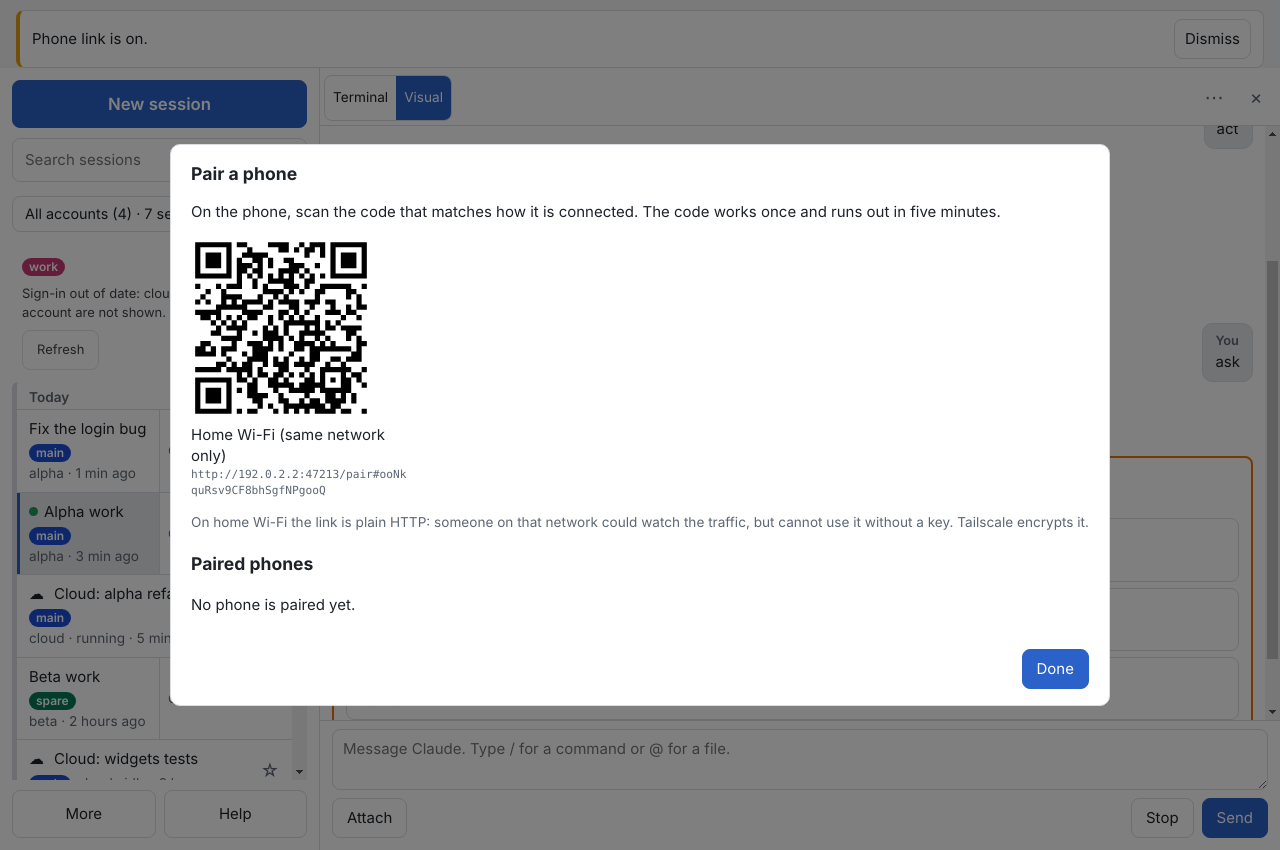 Phone link is on.
Dismiss
New session
Terminal
Visual
Search sessions
act
Pair a phone
On the phone, scan the code that matches how it is connected. The code works once and runs out in five minutes.
Home Wi-Fi (same network
only)
http://192.0.2.2:47213/pair#ooNk
quRsv9CF8bhSgfNPgooQ
On home Wi-Fi the link is plain HTTP: someone on that network could watch the traffic, but cannot use it without a key. Tailscale encrypts it.
Paired phones
No phone is paired yet.
Done
All accounts (4) · 7
work
Sign-in out of date:
account are not shown.
Refresh
Today
Fix the login bug
main
alpha · 1 min ago
Alpha work
main
alpha · 3 min ago
Cloud: alpha
main
cloud · running · 5
Beta work
spare
beta · 2 hours ago
Cloud: widgets tests
More
Help
You
ask
Message Claude. Type / for a command or @ for a file.
Attach
Stop
Send